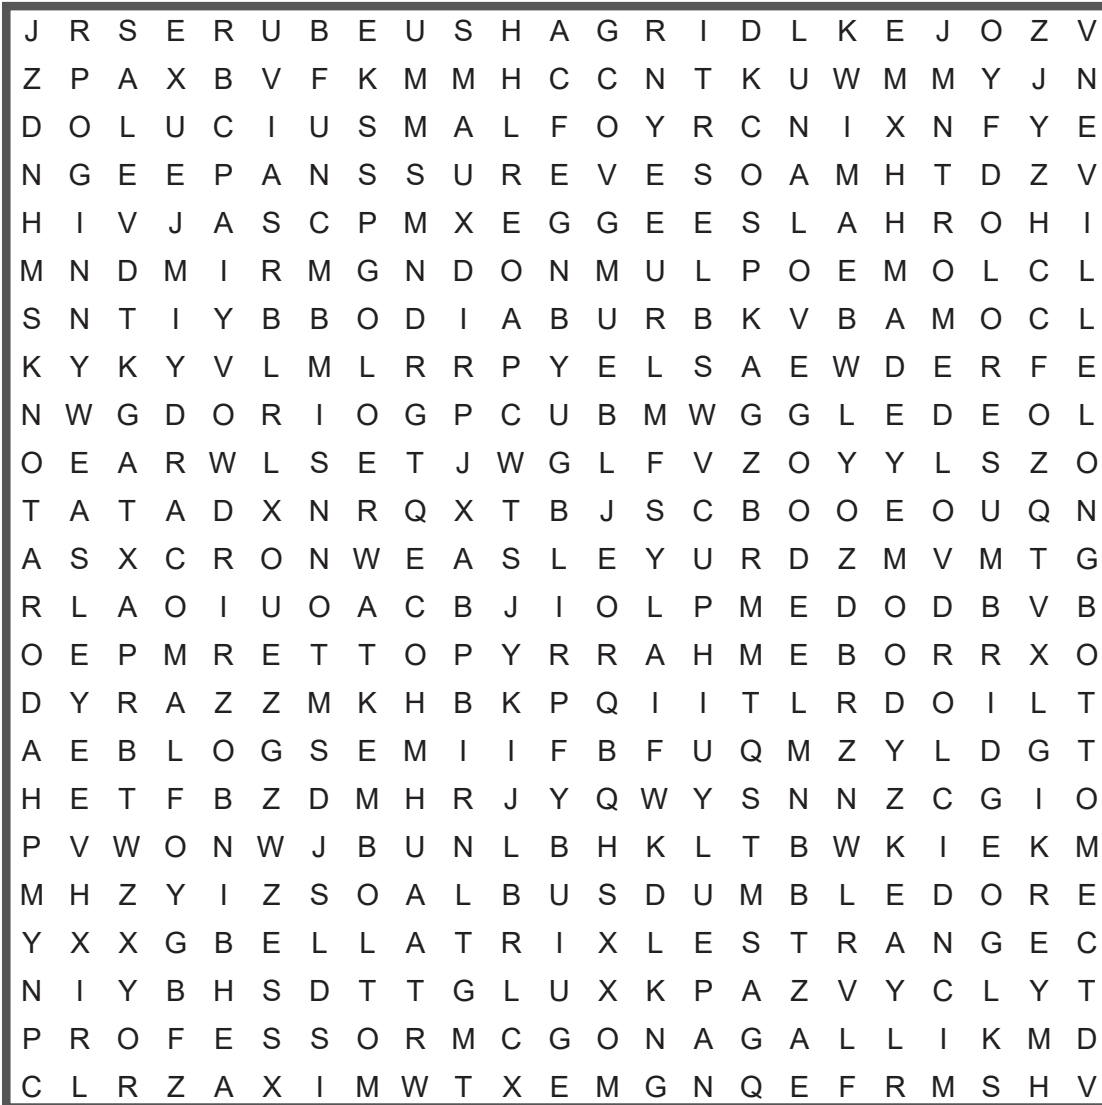 J R S E R U B E U S H A G R I D L K E J O Z V
Z P A X B V F K M M H C C N T K U W M M Y J N
D O L U C I U S M A L F O Y R C N I X N F Y E
N G E E P A N S S U R E V E S O A M H T D Z V
H I V J A S C P M X E G G E E S L A H R O H I
M N D M I R M G N D O N M U L P O E M O L C L
S N T I Y B B O D I A B U R B K V B A M O C L
K Y K Y V L M L R R P Y E L S A E W D E R F E
N W G D O R I O G P C U B M W G G L E D E O L
O E A R W L S E T J W G L F V Z O Y Y L S Z O
T A T A D X N R Q X T B J S C B O O E O U Q N
A S X C R O N W E A S L E Y U R D Z M V M T G
R L A O I U O A C B J I O L P M E D O D B V B
O E P M R E T T O P Y R R A H M E B O R R X O
D Y R A Z Z M K H B K P Q I I T L R D O I L T
A E B L O G S E M I I F B F U Q M Z Y L D G T
H E T F B Z D M H R J Y Q W Y S N N Z C G I O
P V W O N W J B U N L B H K L T B W K I E K M
M H Z Y I Z S O A L B U S D U M B L E D O R E
Y X X G B E L L A T R I X L E S T R A N G E C
N I Y B H S D T T G L U X K P A Z V Y C L Y T
P R O F E S S O R M C G O N A G A L L I K M D
C L R Z A X I M W T X E M G N Q E F R M S H V